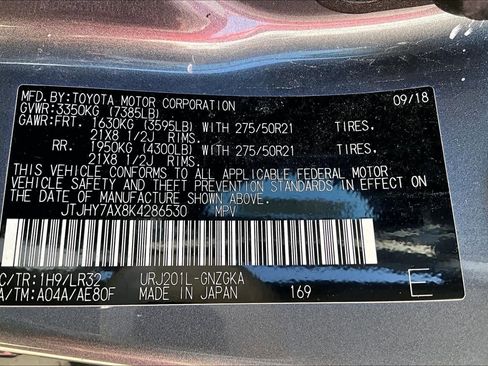 MFD. BY:TOYOTA MOTOR CORPORATION 09/18
GVWR: 3350KG (7385LB)
GAWR:FRT. 1630KG (3595LB) WITH 275/50R21 TIRES.
21X8 1/2J RIMS.
RR. 1950KG (4300LB) WITH 275/50R21 TIRES.
21X8 1/2J RIMS.
THIS VEHICLE CONFORMS TO ALL APPLICABLE FEDERAL MOTOR
VEHICLE SAFETY AND THEFT PREVENTION STANDARDS IN EFFECT ON
THE DATE OF MANUFACTURE SHOWN ABOVE.
JTJHY7AX8K4286530 MPV
C/TR:1H9/LR32 URJ201L-GNZGKA
A/TM:A04A/AE80F MADE IN JAPAN 169 E